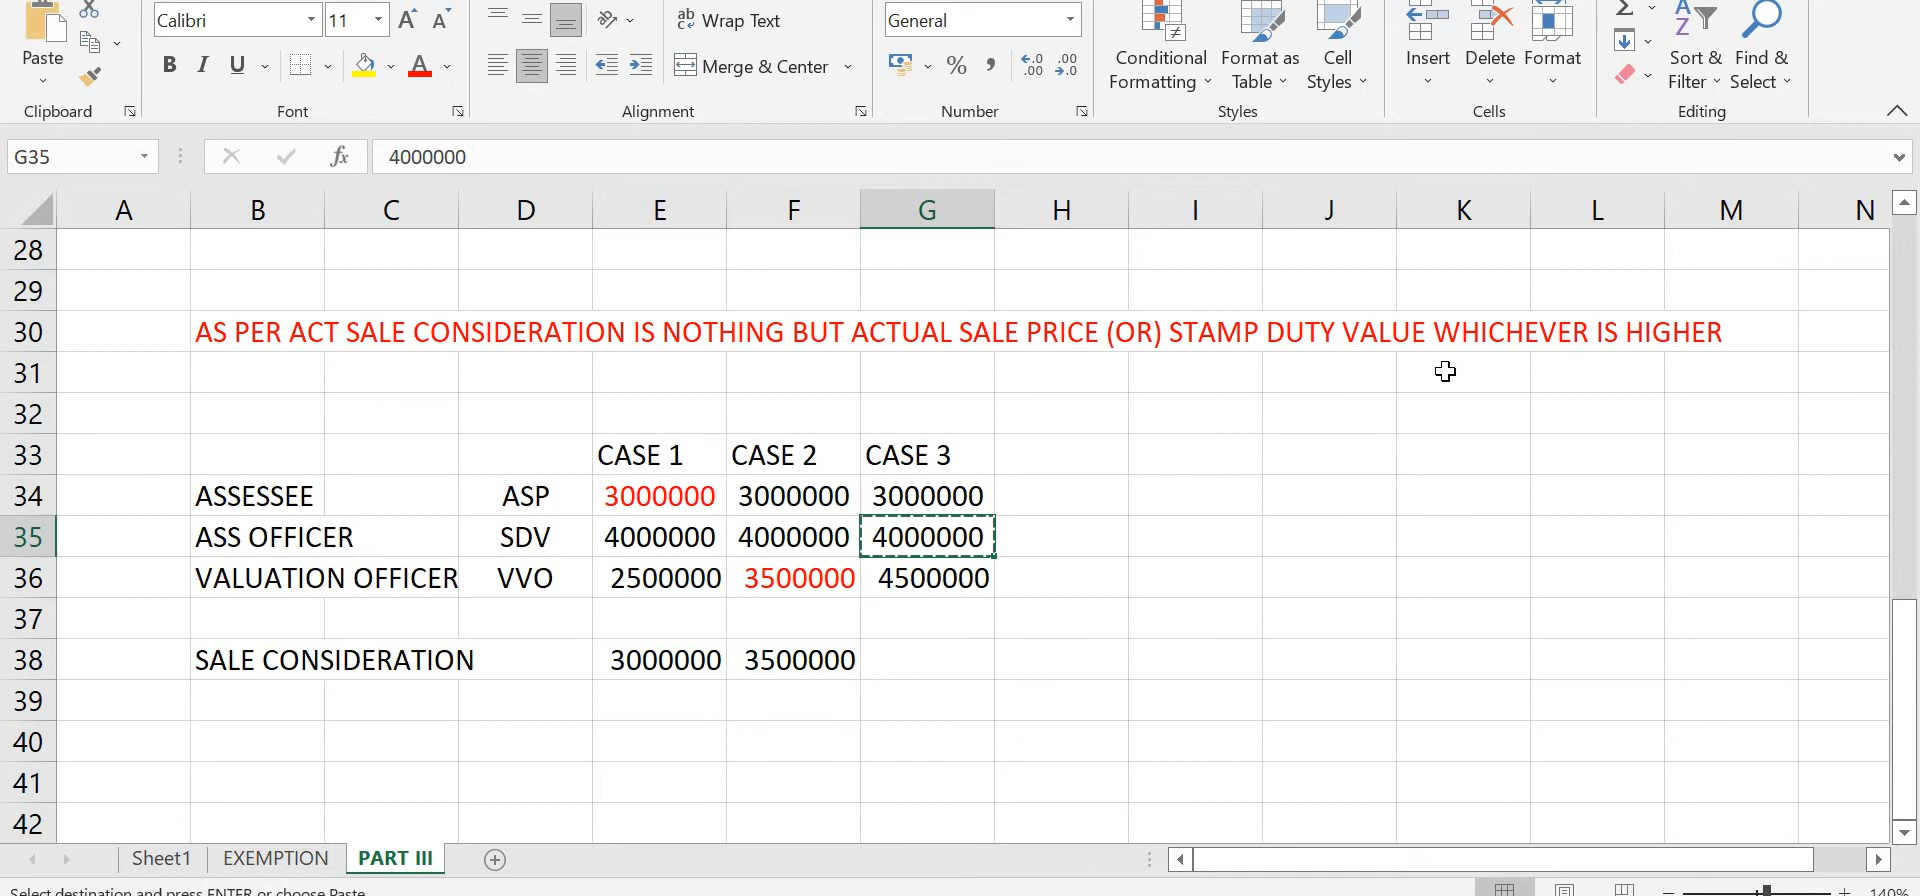 Calibri 11 Wrap Text General
Paste B I U Merge & Center % Conditional Formatting Format as Table Cell Styles Insert Delete Format Sort & Filter Find & Select
Clipboard Font Alignment Number Styles Cells Editing
G35 fx 4000000
A B C D E F G H I J K L M N
28
29
30 AS PER ACT SALE CONSIDERATION IS NOTHING BUT ACTUAL SALE PRICE (OR) STAMP DUTY VALUE WHICHEVER IS HIGHER
31
32
33 CASE 1 CASE 2 CASE 3
34 ASSESSEE ASP 3000000 3000000 3000000
35 ASS OFFICER SDV 4000000 4000000 4000000
36 VALUATION OFFICER VVO 2500000 3500000 4500000
37
38 SALE CONSIDERATION 3000000 3500000
39
40
41
42
Sheet1 EXEMPTION PART III
Select destination and press ENTER or choose Paste 140%